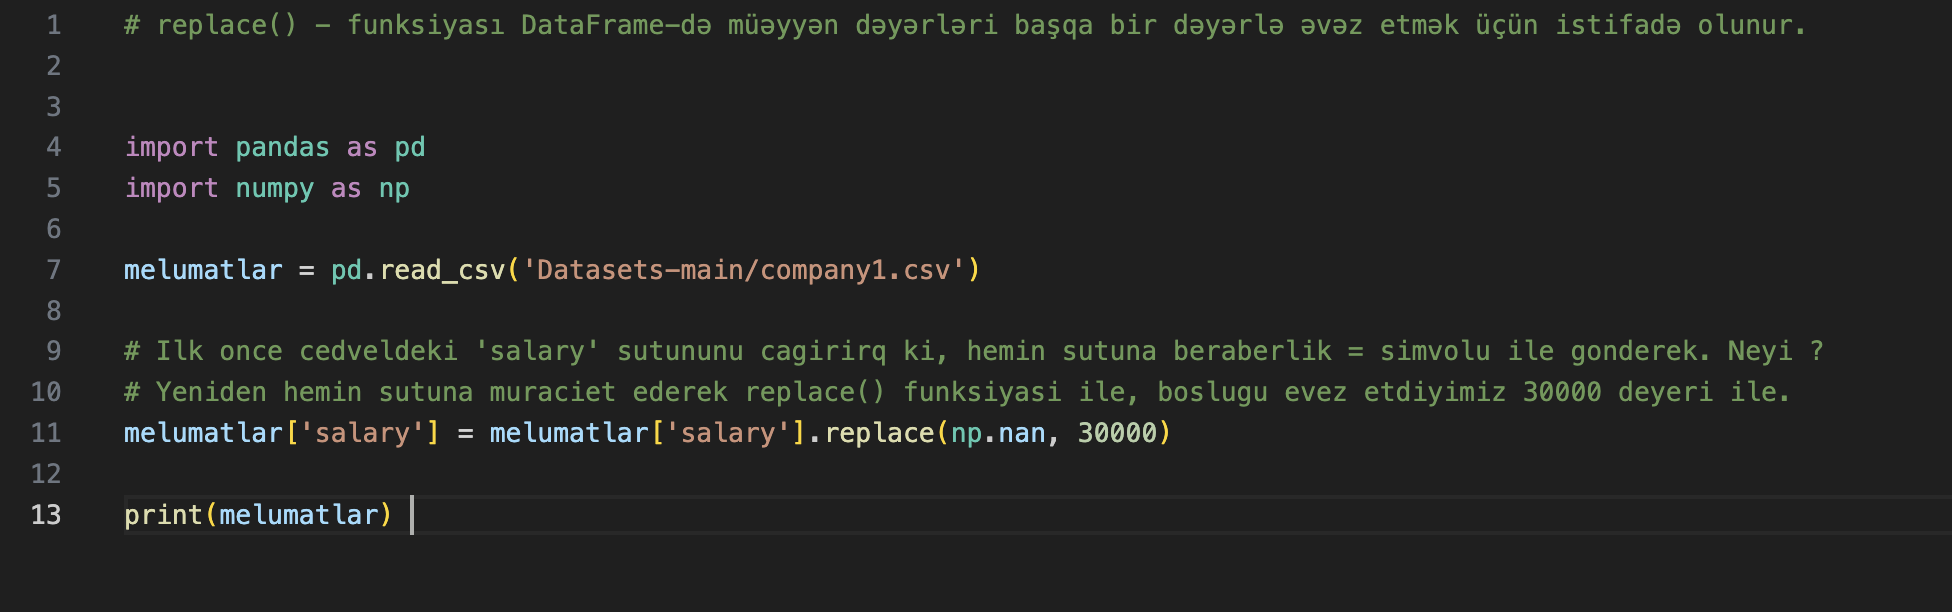 1 # replace() - funksiyası DataFrame-də müəyyən dəyərləri başqa bir dəyərlə əvəz etmək üçün istifadə olunur.
2
3
4 import pandas as pd
5 import numpy as np
6
7 melumatlar = pd.read_csv('Datasets-main/company1.csv')
8
9 # Ilk once cedveldeki 'salary' sutununu cagirirq ki, hemin sutuna beraberlik = simvolu ile gonderek. Neyi ?
10 # Yeniden hemin sutuna muraciet ederek replace() funksiyasi ile, boslugu evez etdiyimiz 30000 deyeri ile.
11 melumatlar['salary'] = melumatlar['salary'].replace(np.nan, 30000)
12
13 print(melumatlar)